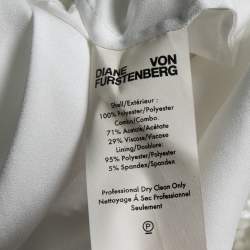 DIANE VON
FURSTENBERG
Shell/Extérieur :
100% Polyester/Polyester
Combo/Combo.
71% Acetate/Acétate
29% Viscose/Viscose
Lining/Doublure:
95% Polyester/Polyester
5% Spandex/Spandex
Professional Dry Clean Only
Nettoyage À Sec Professionnel
Seulement
P